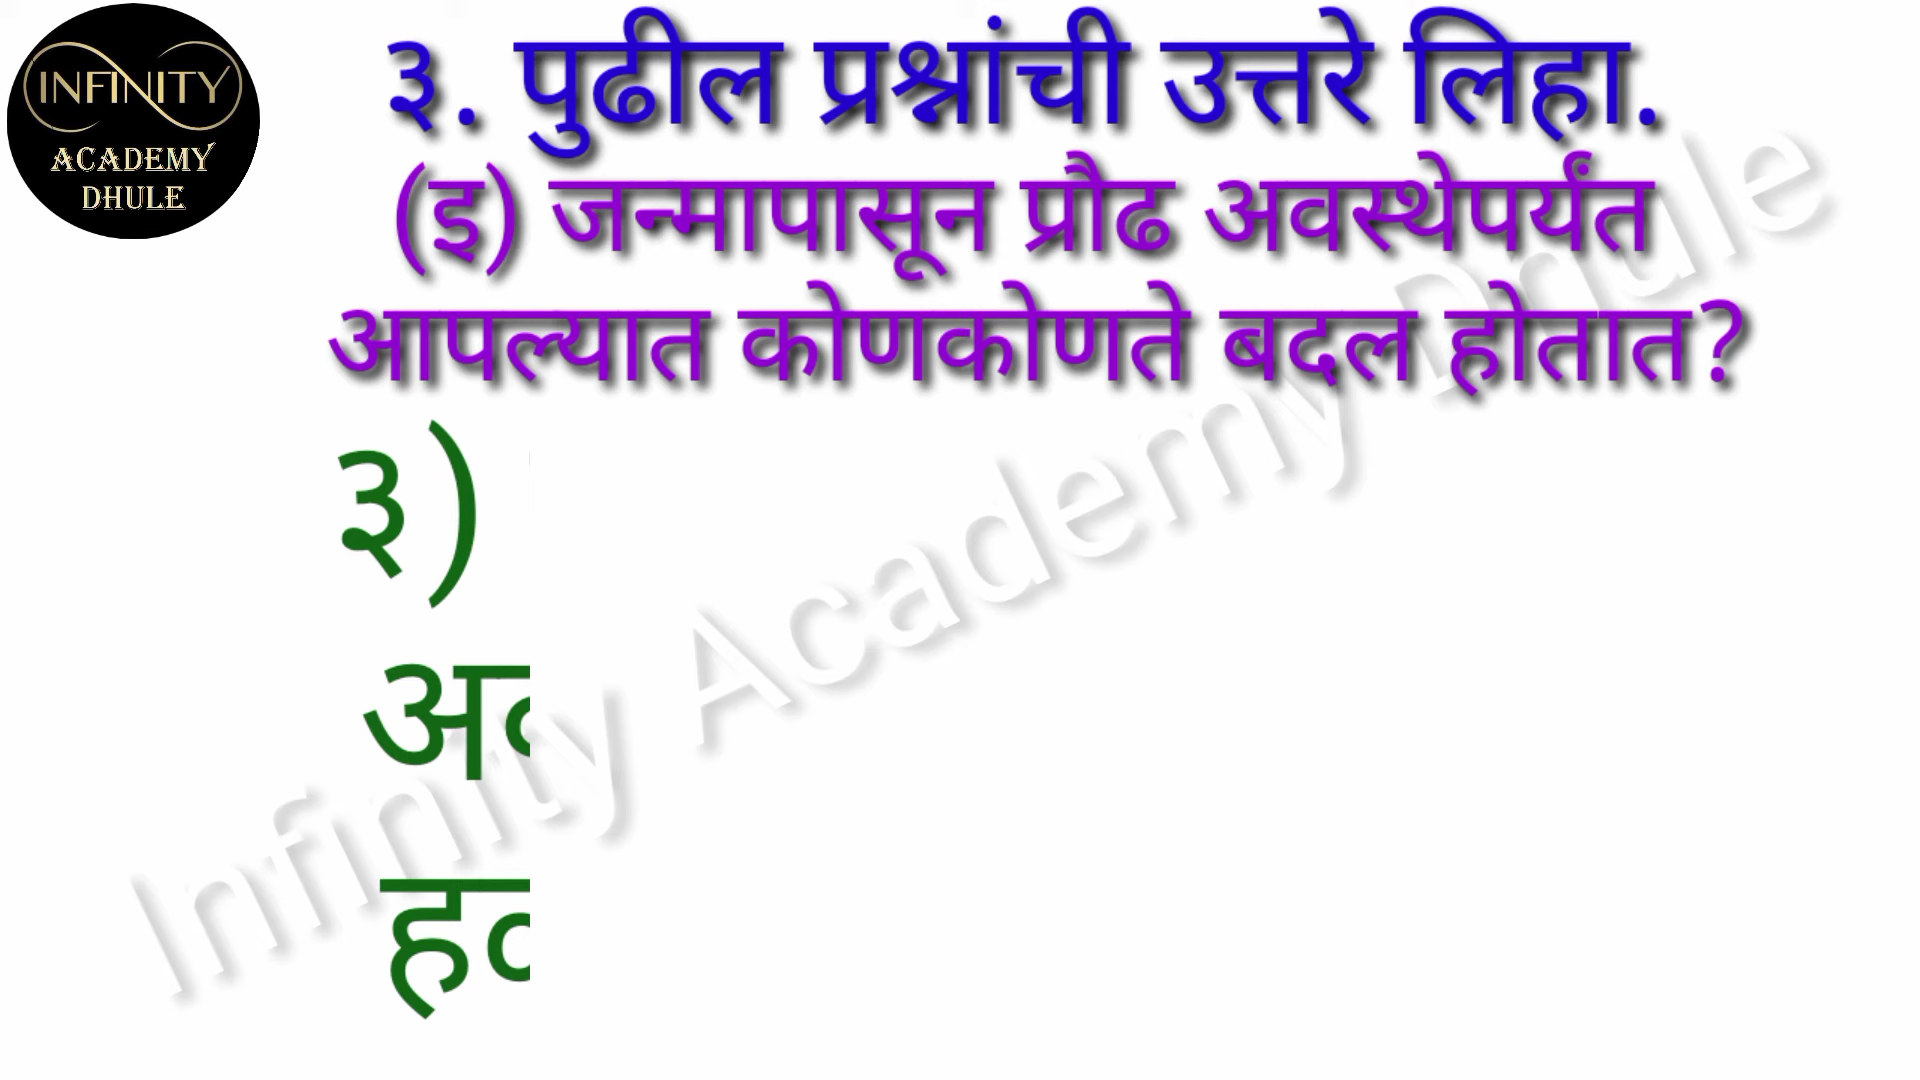 INFINITY
ACADEMY
DHULE
३. पुढील प्रश्नांची उत्तरे लिहा.
(इ) जन्मापासून प्रौढ अवस्थेपर्यंत
आपल्यात कोणकोणते बदल होतात?
३)
Infinity Academy Dhule